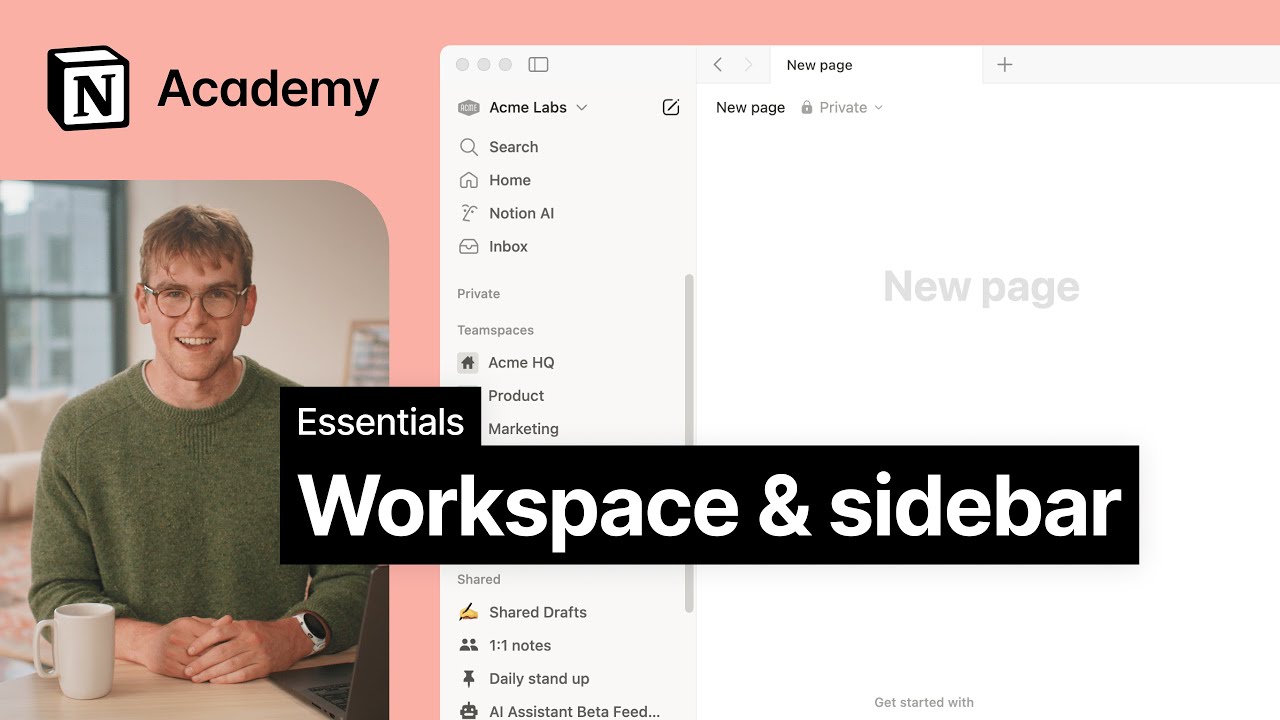 N
Academy
New page
Acme Labs
ACME
New page
Private
Search
Home
Notion AI
Inbox
Private
New page
Teamspaces
Acme HQ
Product
Marketing
Essentials
Workspace & sidebar
Shared
Shared Drafts
1:1 notes
Daily stand up
AI Assistant Beta Feed...
Get started with